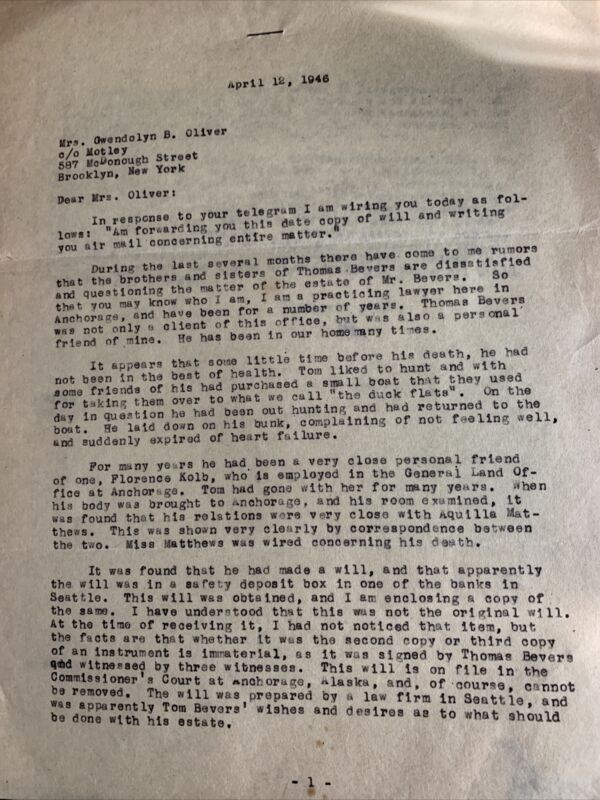 April 12, 1946
Mrs. Gwendolyn B. Oliver
c/o Motley
587 McDonough Street
Brooklyn, New York
Dear Mrs. Oliver:
In response to your telegram I am wiring you today as fol-
lows: "Am forwarding you this date copy of will and writing
you air mail concerning entire matter."
During the last several months there have come to me rumors
that the brothers and sisters of Thomas Bevers are dissatisfied
and questioning the matter of the estate of Mr. Bevers. So
that you may know who I am, I am a practicing lawyer here in
Anchorage, and have been for a number of years. Thomas Bevers
was not only a client of this office, but was also a personal
friend of mine. He has been in our home many times.
It appears that some little time before his death, he had
not been in the best of health. Tom liked to hunt and with
some friends of his had purchased a small boat that they used
for taking them over to what we call "the duck flats". On the
day in question he had been out hunting and had returned to the
boat. He laid down on his bunk, complaining of not feeling well,
and suddenly expired of heart failure.
For many years he had been a very close personal friend
of one, Florence Kolb, who is employed in the General Land Of-
fice at Anchorage. Tom had gone with her for many years. When
his body was brought to Anchorage, and his room examined, it
was found that his relations were very close with Aquilla Mat-
thews. This was shown very clearly by correspondence between
the two. Miss Matthews was wired concerning his death.
It was found that he had made a will, and that apparently
the will was in a safety deposit box in one of the banks in
Seattle. This will was obtained, and I am enclosing a copy of
the same. I have understood that this was not the original will.
At the time of receiving it, I had not noticed that item, but
the facts are that whether it was the second copy or third copy
of an instrument is immaterial, as it was signed by Thomas Bevers
and witnessed by three witnesses. This will is on file in the
Commissioner's Court at Anchorage, Alaska, and, of course, cannot
be removed. The will was prepared by a law firm in Seattle, and
was apparently Tom Bevers' wishes and desires as to what should
be done with his estate.
- 1 -